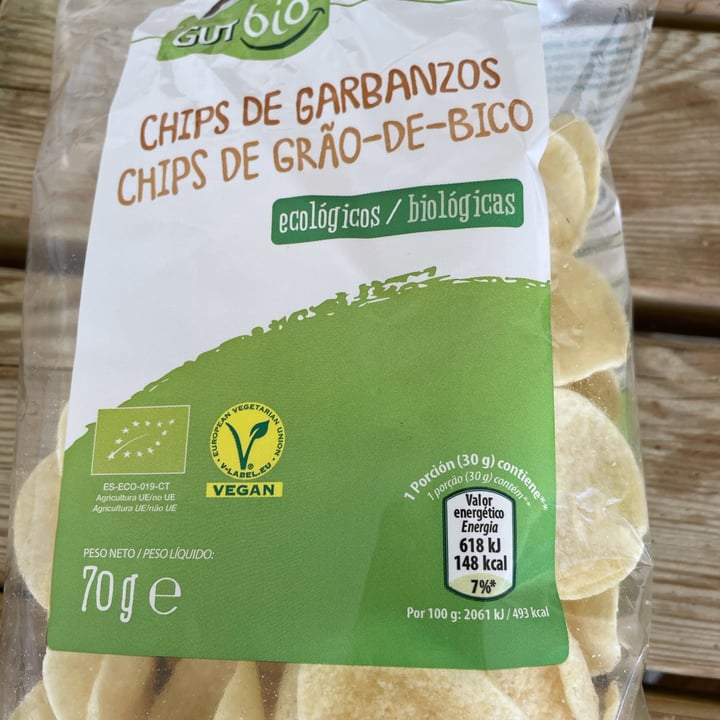 GUT bio
CHIPS DE GARBANZOS
CHIPS DE GRÃO-DE-BICO
ecológicos / biológicas
EUROPEAN VEGETARIAN UNION
V-LABEL.EU
VEGAN
ES-ECO-019-CT
Agricultura UE/no UE
Agricultura UE/não UE
PESO NETO / PESO LÍQUIDO:
70 g e
1 Porción (30 g) contiene**
1 porção (30 g) contém**
Valor
energético
Energia
618 kJ
148 kcal
7%*
Por 100 g: 2061 kJ / 493 kcal